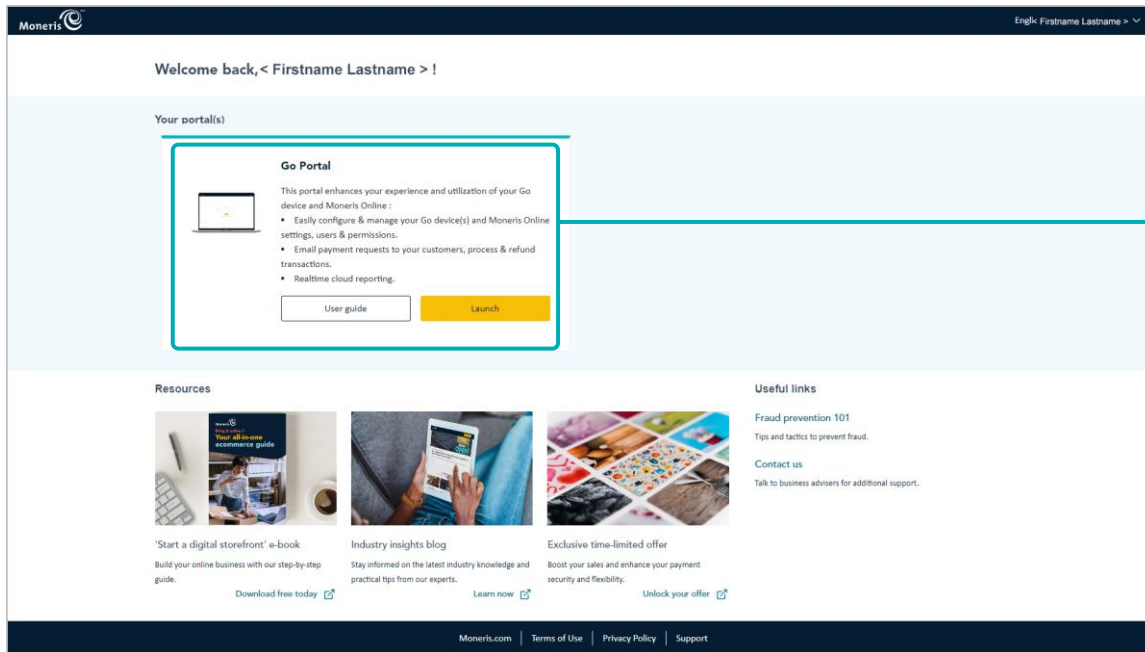 Moneris
Englis Firstname Lastname >
Welcome back,< Firstname Lastname > !
Your portal(s)
Go Portal
This portal enhances your experience and utilization of your Go
device and Moneris Online :
• Easily configure & manage your Go device(s) and Moneris Online
settings, users & permissions.
• Email payment requests to your customers, process & refund
transactions.
• Realtime cloud reporting.
User guide
Launch
Resources
Useful links
Moneris
Your all-in-one
ecommerce guide
'Start a digital storefront' e-book
Build your online business with our step-by-step
guide.
Download free today
Industry insights blog
Stay informed on the latest industry knowledge and
practical tips from our experts.
Learn now
Exclusive time-limited offer
Boost your sales and enhance your payment
security and flexibility.
Unlock your offer
Fraud prevention 101
Tips and tactics to prevent fraud.
Contact us
Talk to business advisers for additional support.
Moneris.com | Terms of Use | Privacy Policy | Support